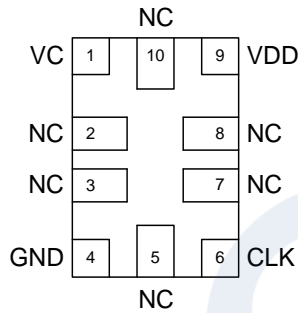 NC
VC 1 10 9 VDD
NC 2 8 NC
NC 3 7 NC
GND 4 5 6 CLK
NC